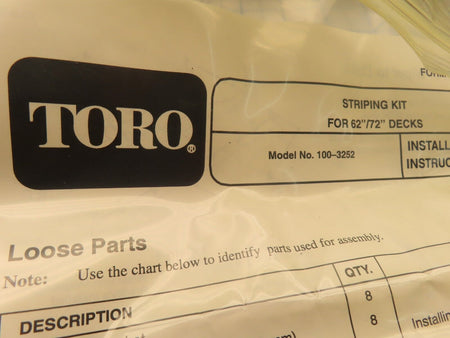 TORO®
STRIPING KIT
FOR 62"/72" DECKS
Model No. 100–3252
INSTALL
INSTRUC
Loose Parts
Note: Use the chart below to identify parts used for assembly.
DESCRIPTION QTY.
8
8 Installin